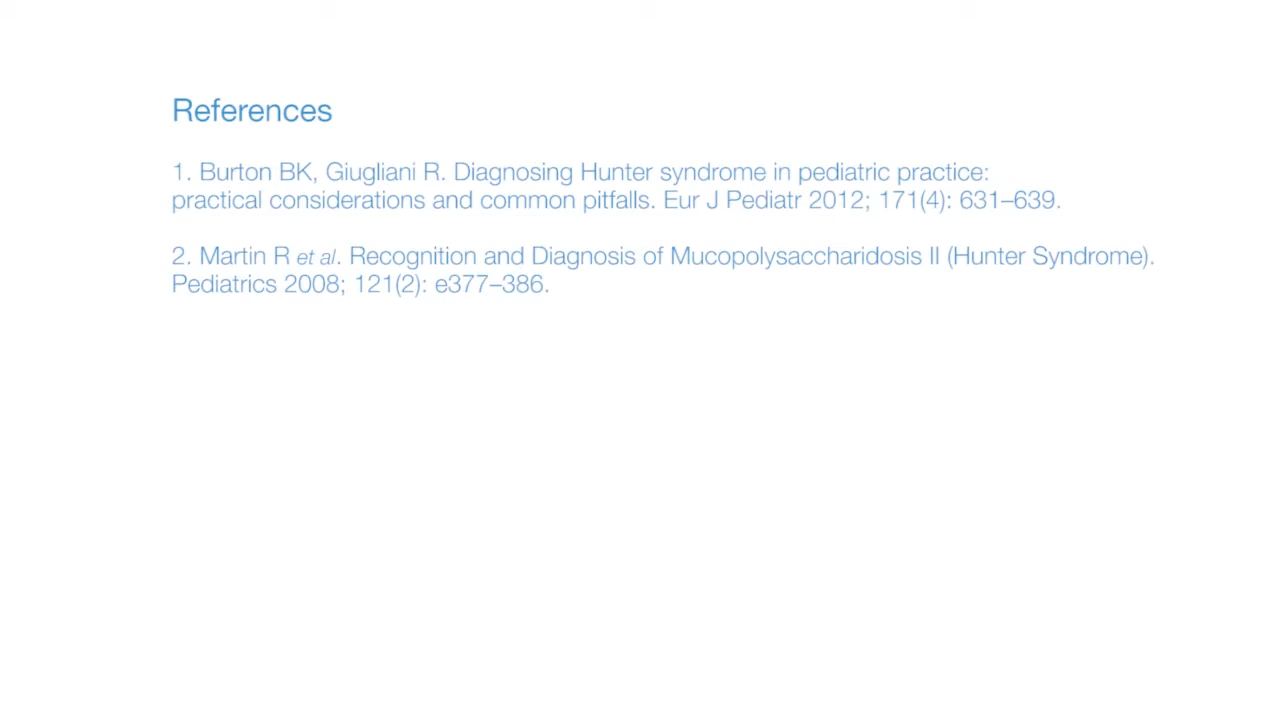 References
1. Burton BK, Giugliani R. Diagnosing Hunter syndrome in pediatric practice:
practical considerations and common pitfalls. Eur J Pediatr 2012; 171(4): 631–639.
2. Martin R et al. Recognition and Diagnosis of Mucopolysaccharidosis II (Hunter Syndrome).
Pediatrics 2008; 121(2): e377–386.